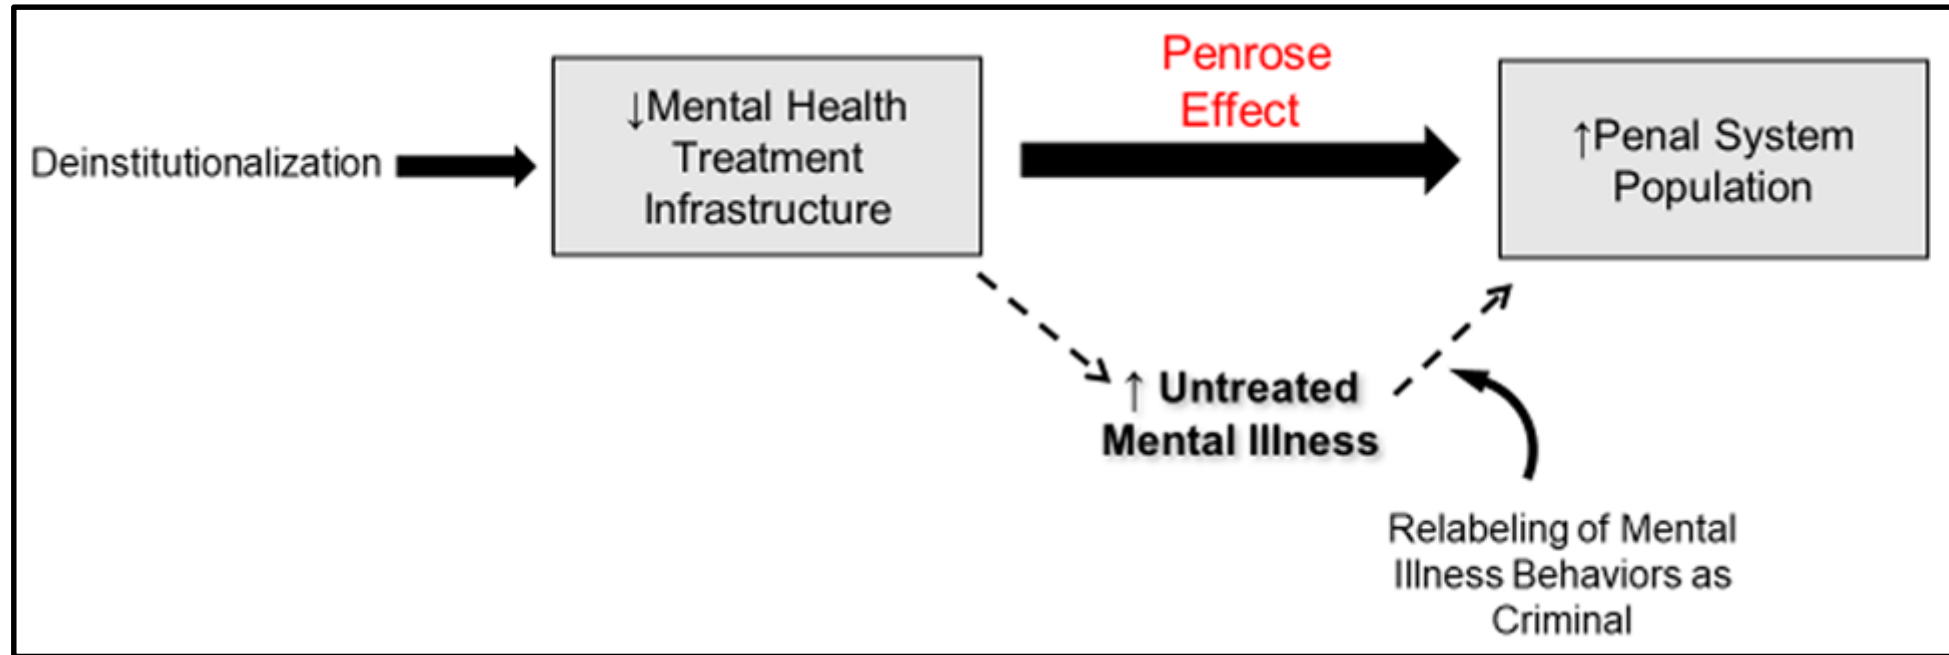 Deinstitutionalization
↓Mental Health
Treatment
Infrastructure
Penrose
Effect
↑Penal System
Population
↑ Untreated
Mental Illness
Relabeling of Mental
Illness Behaviors as
Criminal